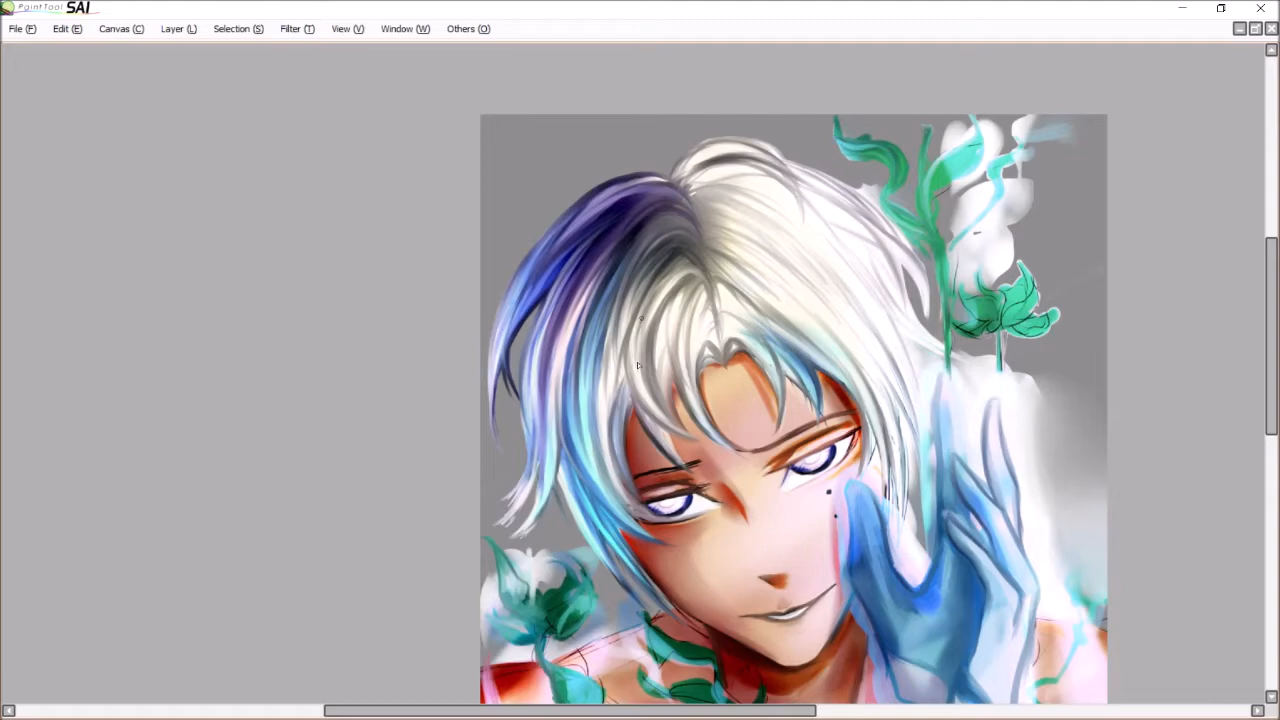 PaintTool SAI
File (F) Edit (E) Canvas (C) Layer (L) Selection (S) Filter (T) View (V) Window (W) Others (O)